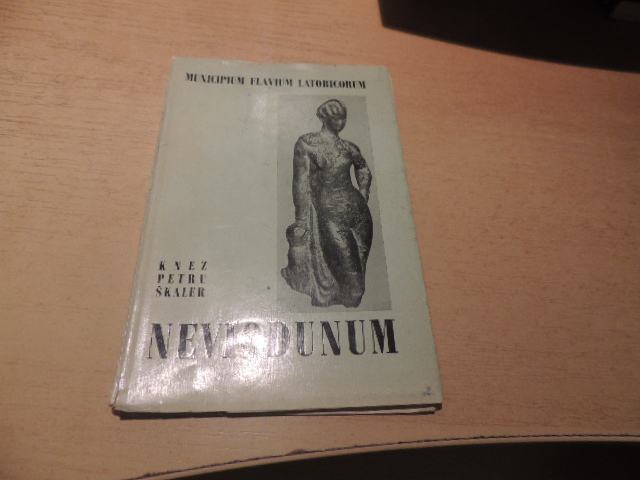 MUNICIPIUM FLAVIUM LATOBICORUM
KNEZ
PETRU
ŠKALER
NEVIODUNUM